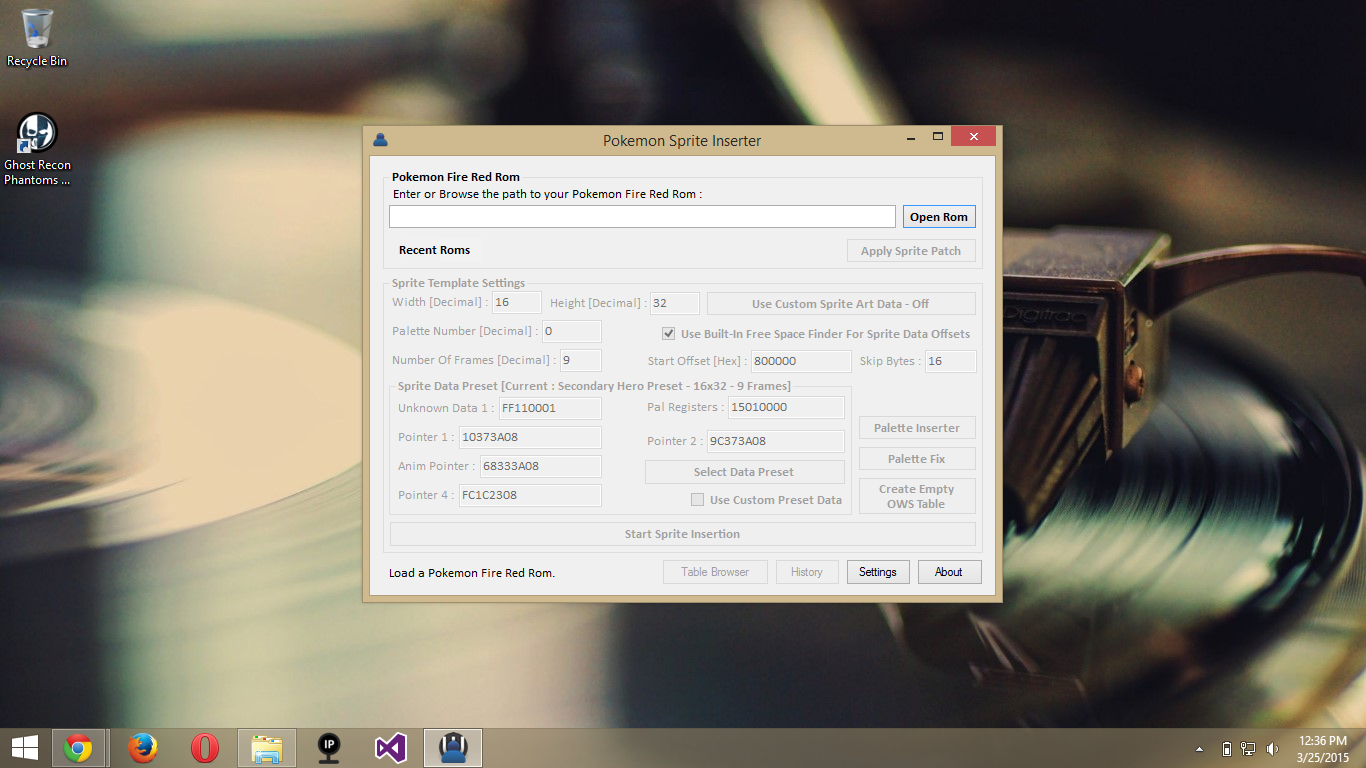 Recycle Bin
Ghost Recon
Phantoms ...
Pokemon Sprite Inserter
Pokemon Fire Red Rom
Enter or Browse the path to your Pokemon Fire Red Rom :
Open Rom
Recent Roms
Apply Sprite Patch
Sprite Template Settings
Width [Decimal] : 16
Height [Decimal] : 32
Use Custom Sprite Art Data - Off
Palette Number [Decimal] : 0
Use Built-In Free Space Finder For Sprite Data Offsets
Number Of Frames [Decimal] : 9
Start Offset [Hex] : 800000
Skip Bytes : 16
Sprite Data Preset [Current : Secondary Hero Preset - 16x32 - 9 Frames]
Unknown Data 1 : FF110001
Pal Registers : 15010000
Pointer 1 : 10373A08
Pointer 2 : 9C373A08
Anim Pointer : 68333A08
Select Data Preset
Pointer 4 : FC1C2308
Use Custom Preset Data
Palette Inserter
Palette Fix
Create Empty
OWS Table
Start Sprite Insertion
Load a Pokemon Fire Red Rom.
Table Browser
History
Settings
About
Digitrac
IP
12:36 PM
3/25/2015